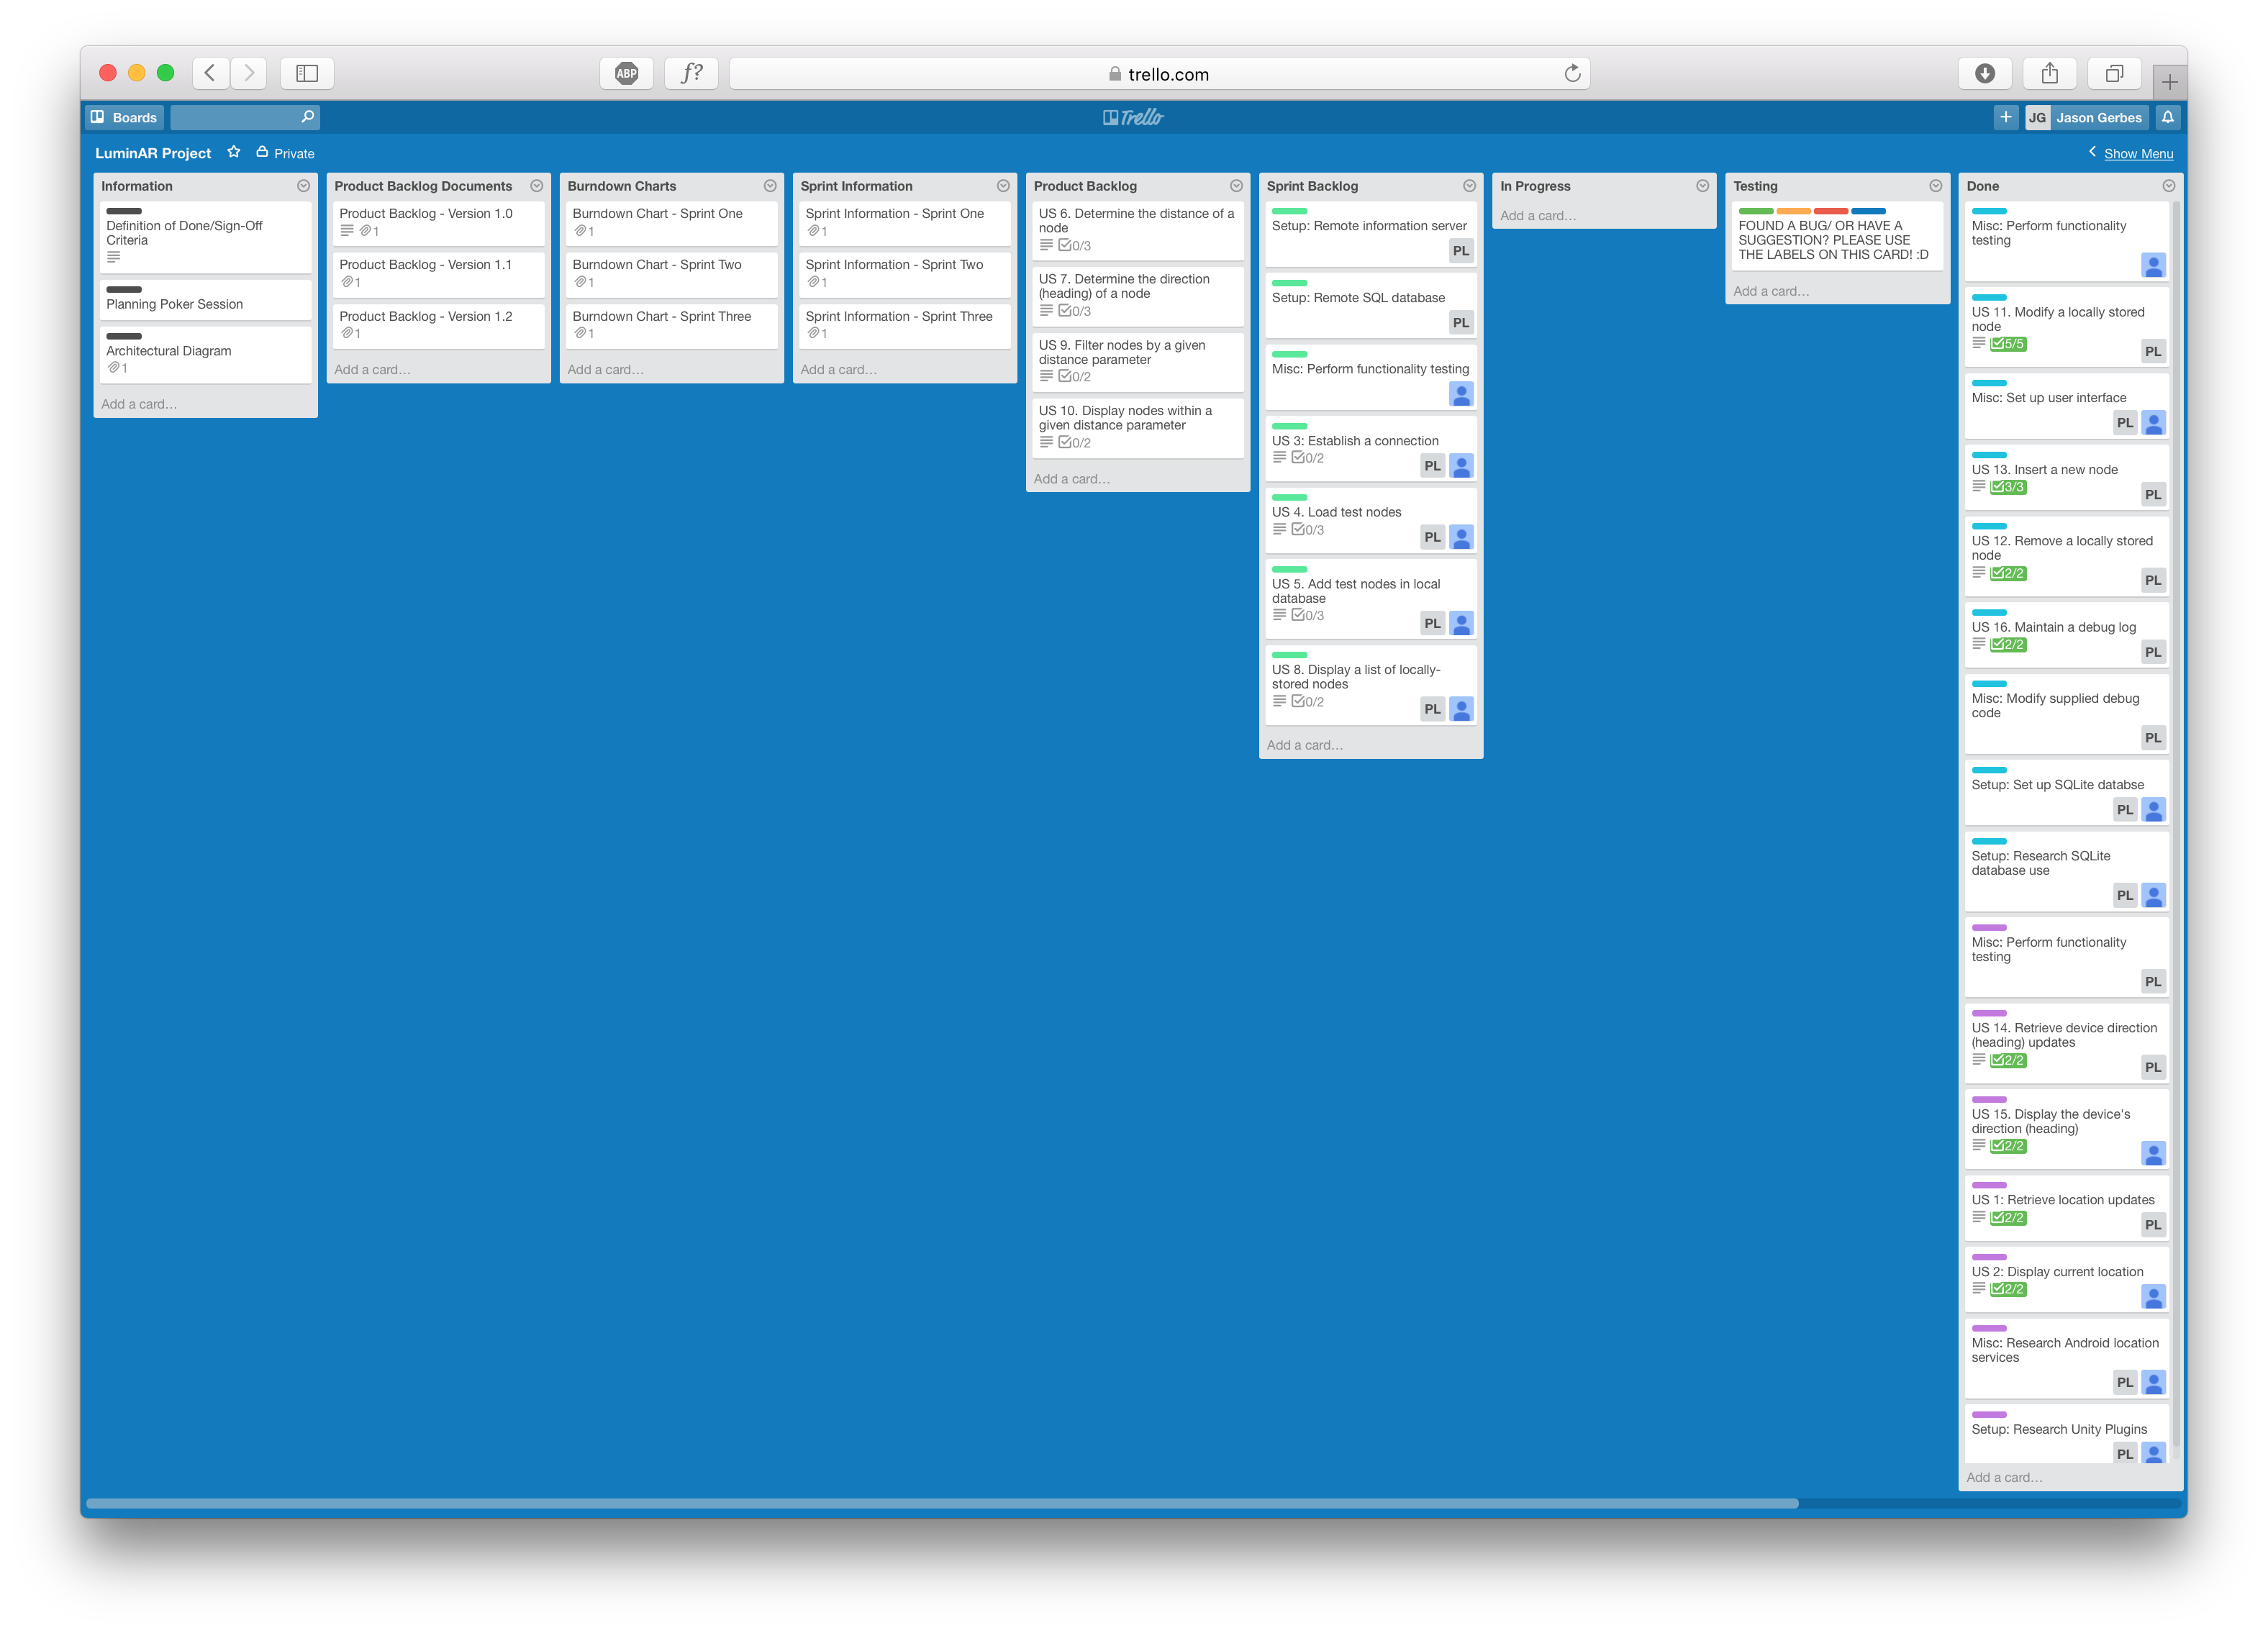 ABP
f?
trello.com
Boards
Trello
JG Jason Gerbes
LuminAR Project
Private
Show Menu
Information
Definition of Done/Sign-Off
Criteria
Planning Poker Session
Architectural Diagram
1
Add a card…
Product Backlog Documents
Product Backlog - Version 1.0
1
Product Backlog - Version 1.1
1
Product Backlog - Version 1.2
1
Add a card…
Burndown Charts
Burndown Chart - Sprint One
1
Burndown Chart - Sprint Two
1
Burndown Chart - Sprint Three
1
Add a card…
Sprint Information
Sprint Information - Sprint One
1
Sprint Information - Sprint Two
1
Sprint Information - Sprint Three
1
Add a card…
Product Backlog
US 6. Determine the distance of a
node
0/3
US 7. Determine the direction
(heading) of a node
0/3
US 9. Filter nodes by a given
distance parameter
0/2
US 10. Display nodes within a
given distance parameter
0/2
Add a card…
Sprint Backlog
Setup: Remote information server
PL
Setup: Remote SQL database
PL
Misc: Perform functionality testing
US 3: Establish a connection
0/2
PL
US 4. Load test nodes
0/3
PL
US 5. Add test nodes in local
database
0/3
PL
US 8. Display a list of locally-
stored nodes
0/2
PL
Add a card…
In Progress
Add a card…
Testing
FOUND A BUG/ OR HAVE A
SUGGESTION? PLEASE USE
THE LABELS ON THIS CARD! :D
Add a card…
Done
Misc: Perform functionality
testing
US 11. Modify a locally stored
node
5/5
PL
Misc: Set up user interface
PL
US 13. Insert a new node
3/3
PL
US 12. Remove a locally stored
node
2/2
PL
US 16. Maintain a debug log
2/2
PL
Misc: Modify supplied debug
code
PL
Setup: Set up SQLite databse
PL
Setup: Research SQLite
database use
PL
Misc: Perform functionality
testing
PL
US 14. Retrieve device direction
(heading) updates
2/2
PL
US 15. Display the device's
direction (heading)
2/2
US 1: Retrieve location updates
2/2
PL
US 2: Display current location
2/2
Misc: Research Android location
services
PL
Setup: Research Unity Plugins
PL
Add a card…